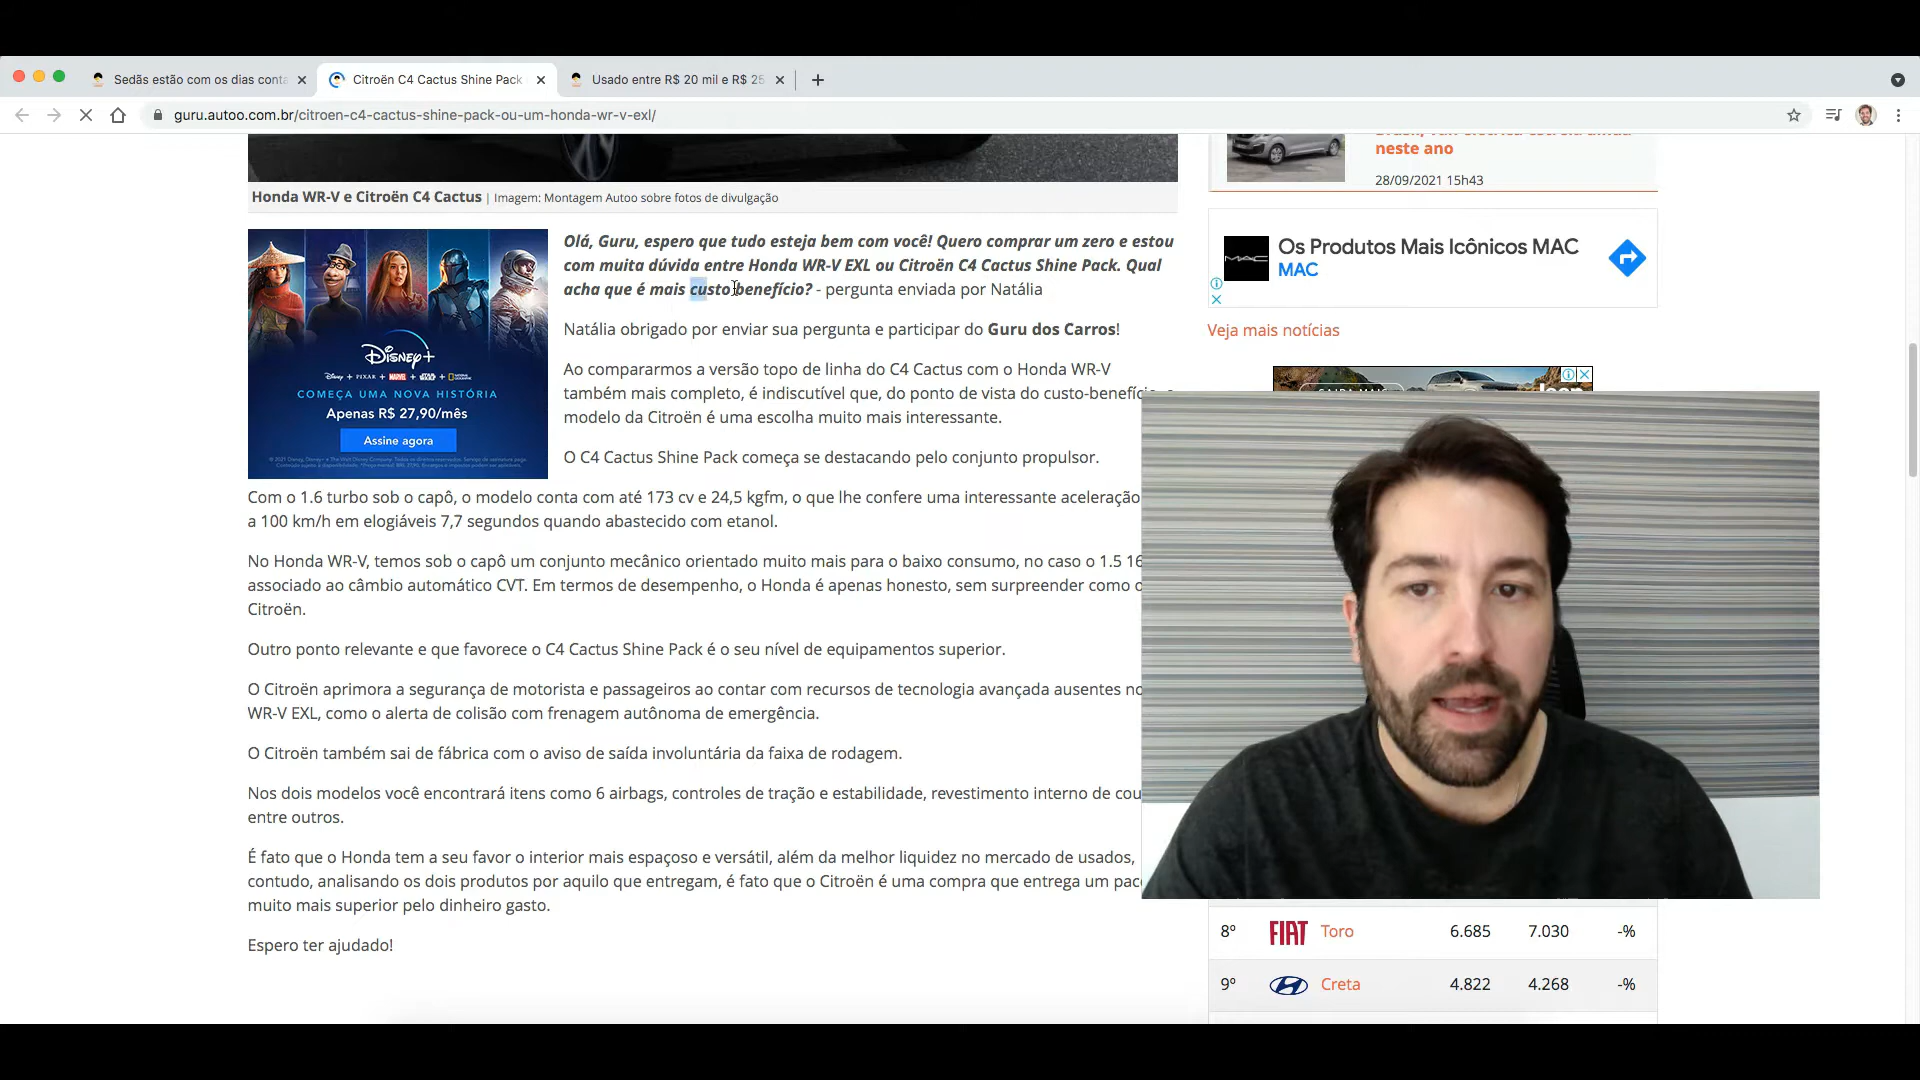 Sedãs estão com os dias conta
Citroën C4 Cactus Shine Pack
Usado entre R$ 20 mil e R$ 25
guru.autoo.com.br/citroen-c4-cactus-shine-pack-ou-um-honda-wr-v-exl/
neste ano
28/09/2021 15h43
Honda WR-V e Citroën C4 Cactus | Imagem: Montagem Autoo sobre fotos de divulgação
Olá, Guru, espero que tudo esteja bem com você! Quero comprar um zero e estou
com muita dúvida entre Honda WR-V EXL ou Citroën C4 Cactus Shine Pack. Qual
acha que é mais custo benefício? - pergunta enviada por Natália
Natália obrigado por enviar sua pergunta e participar do Guru dos Carros!
Ao compararmos a versão topo de linha do C4 Cactus com o Honda WR-V
também mais completo, é indiscutível que, do ponto de vista do custo-benefício, o
modelo da Citroën é uma escolha muito mais interessante.
O C4 Cactus Shine Pack começa se destacando pelo conjunto propulsor.
Disney+
Disney+ • PIXAR • MARVEL • STAR WARS • NATIONAL GEOGRAPHIC
COMEÇA UMA NOVA HISTÓRIA
Apenas R$ 27,90/mês
Assine agora
Com o 1.6 turbo sob o capô, o modelo conta com até 173 cv e 24,5 kgfm, o que lhe confere uma interessante aceleração
a 100 km/h em elogiáveis 7,7 segundos quando abastecido com etanol.
No Honda WR-V, temos sob o capô um conjunto mecânico orientado muito mais para o baixo consumo, no caso o 1.5 16
associado ao câmbio automático CVT. Em termos de desempenho, o Honda é apenas honesto, sem surpreender como o
Citroën.
Outro ponto relevante e que favorece o C4 Cactus Shine Pack é o seu nível de equipamentos superior.
O Citroën aprimora a segurança de motorista e passageiros ao contar com recursos de tecnologia avançada ausentes no
WR-V EXL, como o alerta de colisão com frenagem autônoma de emergência.
O Citroën também sai de fábrica com o aviso de saída involuntária da faixa de rodagem.
Nos dois modelos você encontrará itens como 6 airbags, controles de tração e estabilidade, revestimento interno de cou
entre outros.
É fato que o Honda tem a seu favor o interior mais espaçoso e versátil, além da melhor liquidez no mercado de usados,
contudo, analisando os dois produtos por aquilo que entregam, é fato que o Citroën é uma compra que entrega um pac
muito mais superior pelo dinheiro gasto.
Espero ter ajudado!
MAC
Os Produtos Mais Icônicos MAC
MAC
Veja mais notícias
8º FIAT Toro 6.685 7.030 -%
9º Creta 4.822 4.268 -%